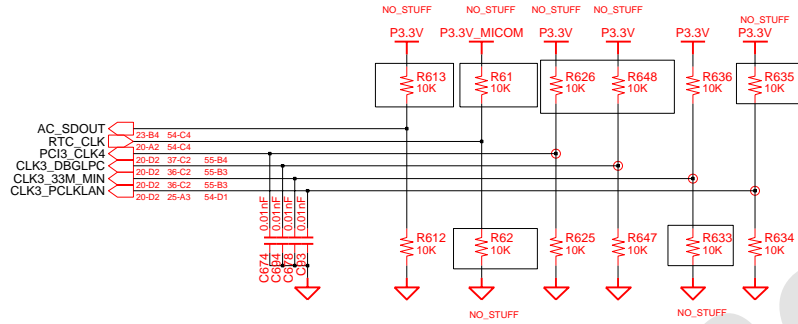 NO_STUFF NO_STUFF NO_STUFF NO_STUFF NO_STUFF
P3.3V P3.3V_MICOM P3.3V P3.3V P3.3V P3.3V
R613 R61 R626 R648 R636 R635
10K 10K 10K 10K 10K 10K
AC_SDOUT 23-B4 54-C4
RTC_CLK 20-A2 54-C4
PCI3_CLK4 20-D2 37-C2 55-B4
CLK3_DBGLPC 20-D2 36-C2 55-B3
CLK3_33M_MIN 20-D2 36-C2 55-B3
CLK3_PCLKLAN 20-D2 25-A3 54-D1
0.01nF 0.01nF 0.01nF 0.01nF
C674 C694 C678 C93
R612 R62 R625 R647 R633 R634
10K 10K 10K 10K 10K 10K
NO_STUFF NO_STUFF